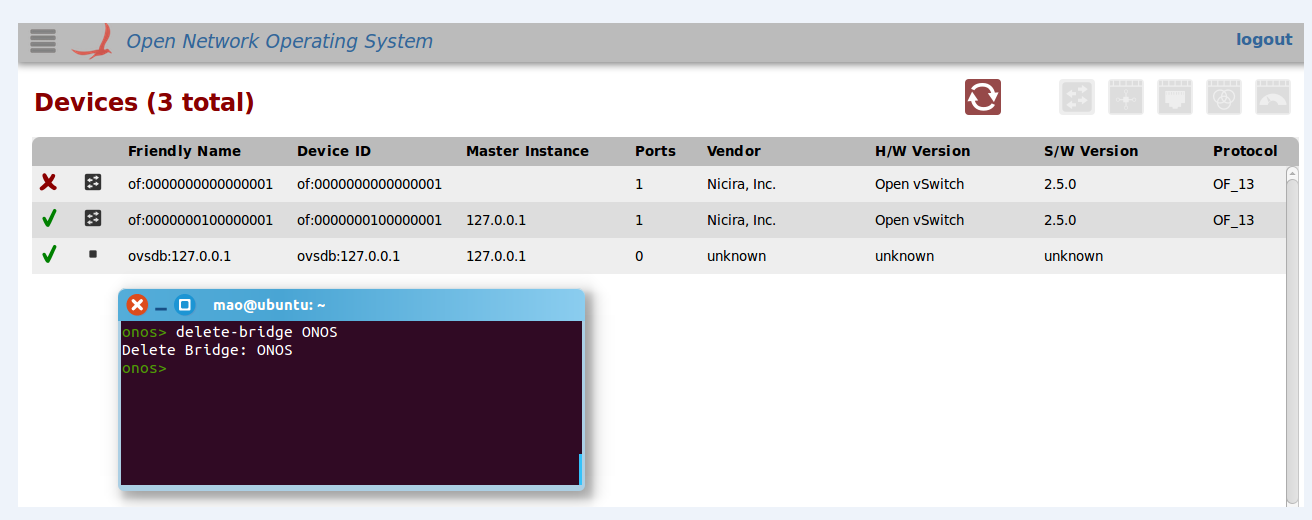 Open Network Operating System logout
Devices (3 total)
Friendly Name Device ID Master Instance Ports Vendor H/W Version S/W Version Protocol
of:0000000000000001 of:0000000000000001 1 Nicira, Inc. Open vSwitch 2.5.0 OF_13
of:0000000100000001 of:0000000100000001 127.0.0.1 1 Nicira, Inc. Open vSwitch 2.5.0 OF_13
ovsdb:127.0.0.1 ovsdb:127.0.0.1 127.0.0.1 0 unknown unknown unknown
mao@ubuntu: ~
onos> delete-bridge ONOS
Delete Bridge: ONOS
onos>